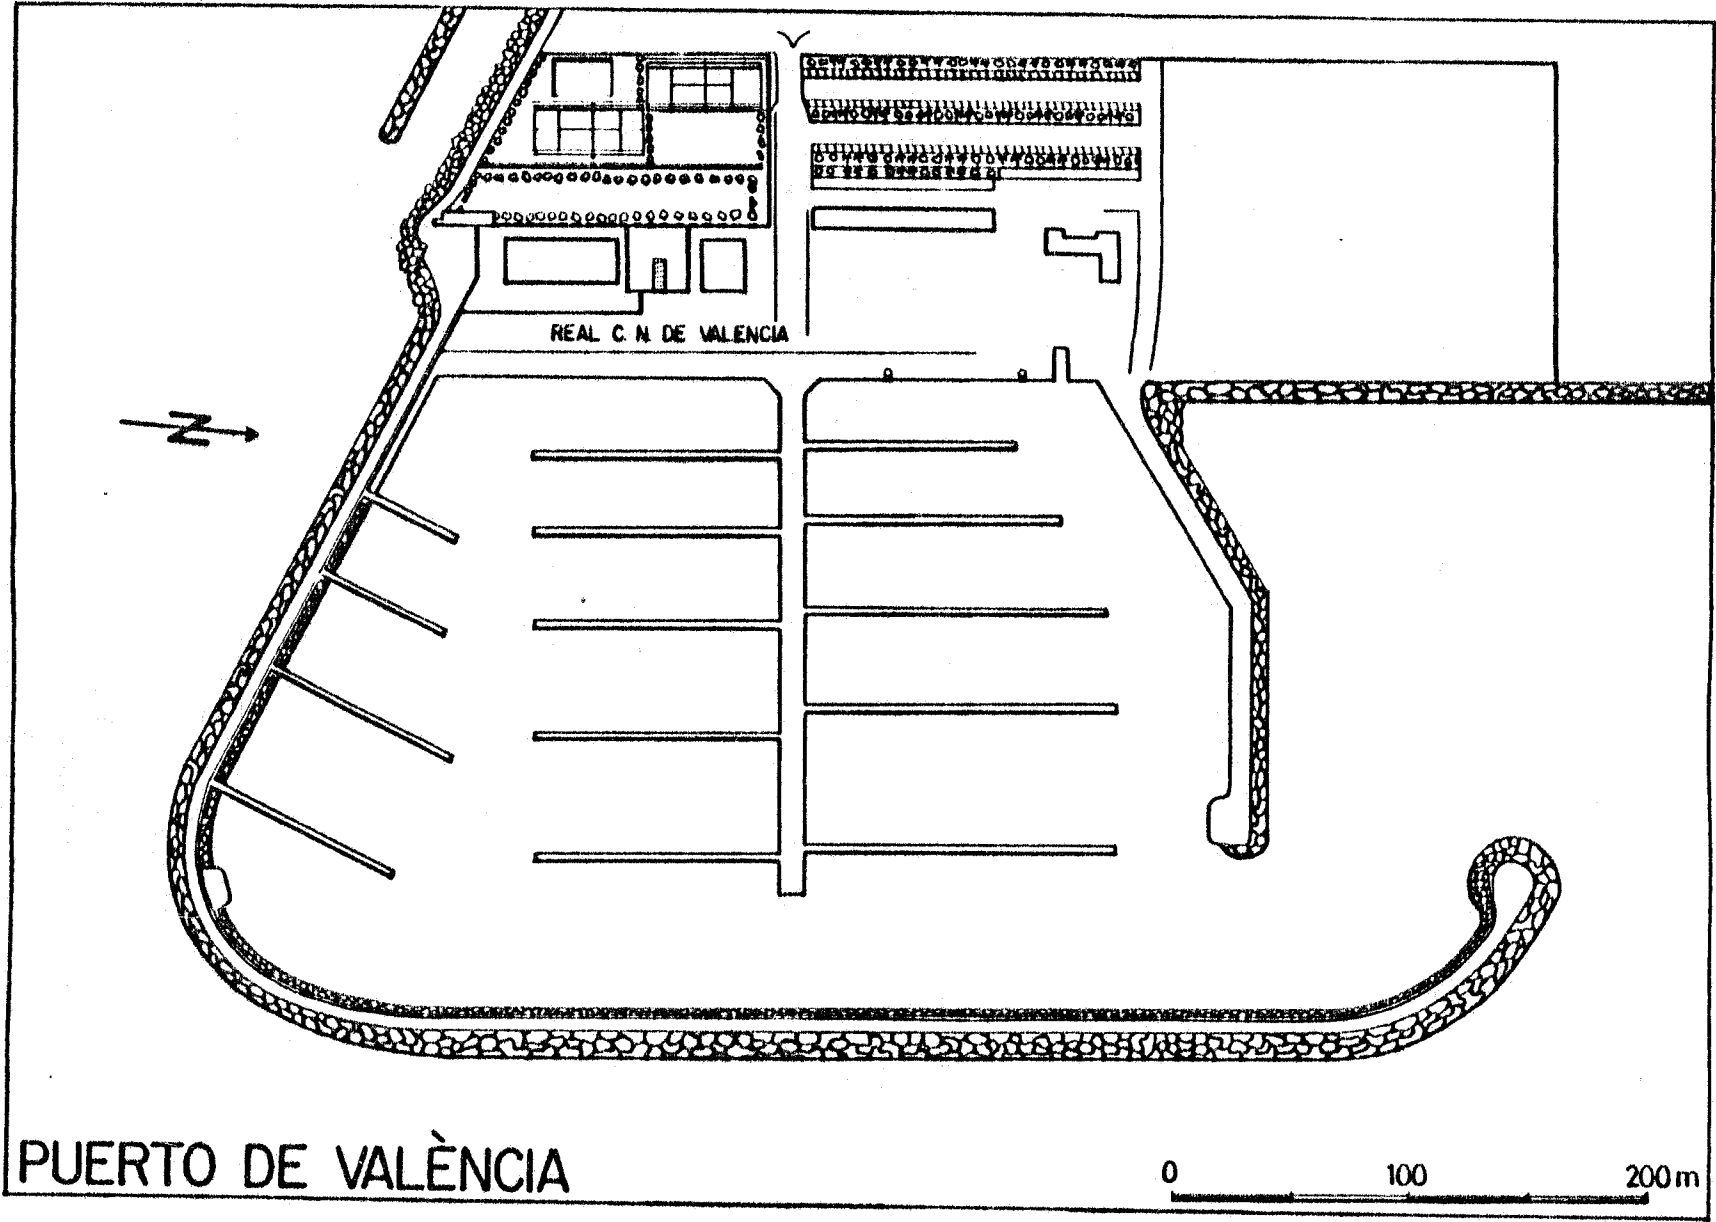 REAL C. N. DE VALENCIA
N
PUERTO DE VALÈNCIA
0 100 200 m